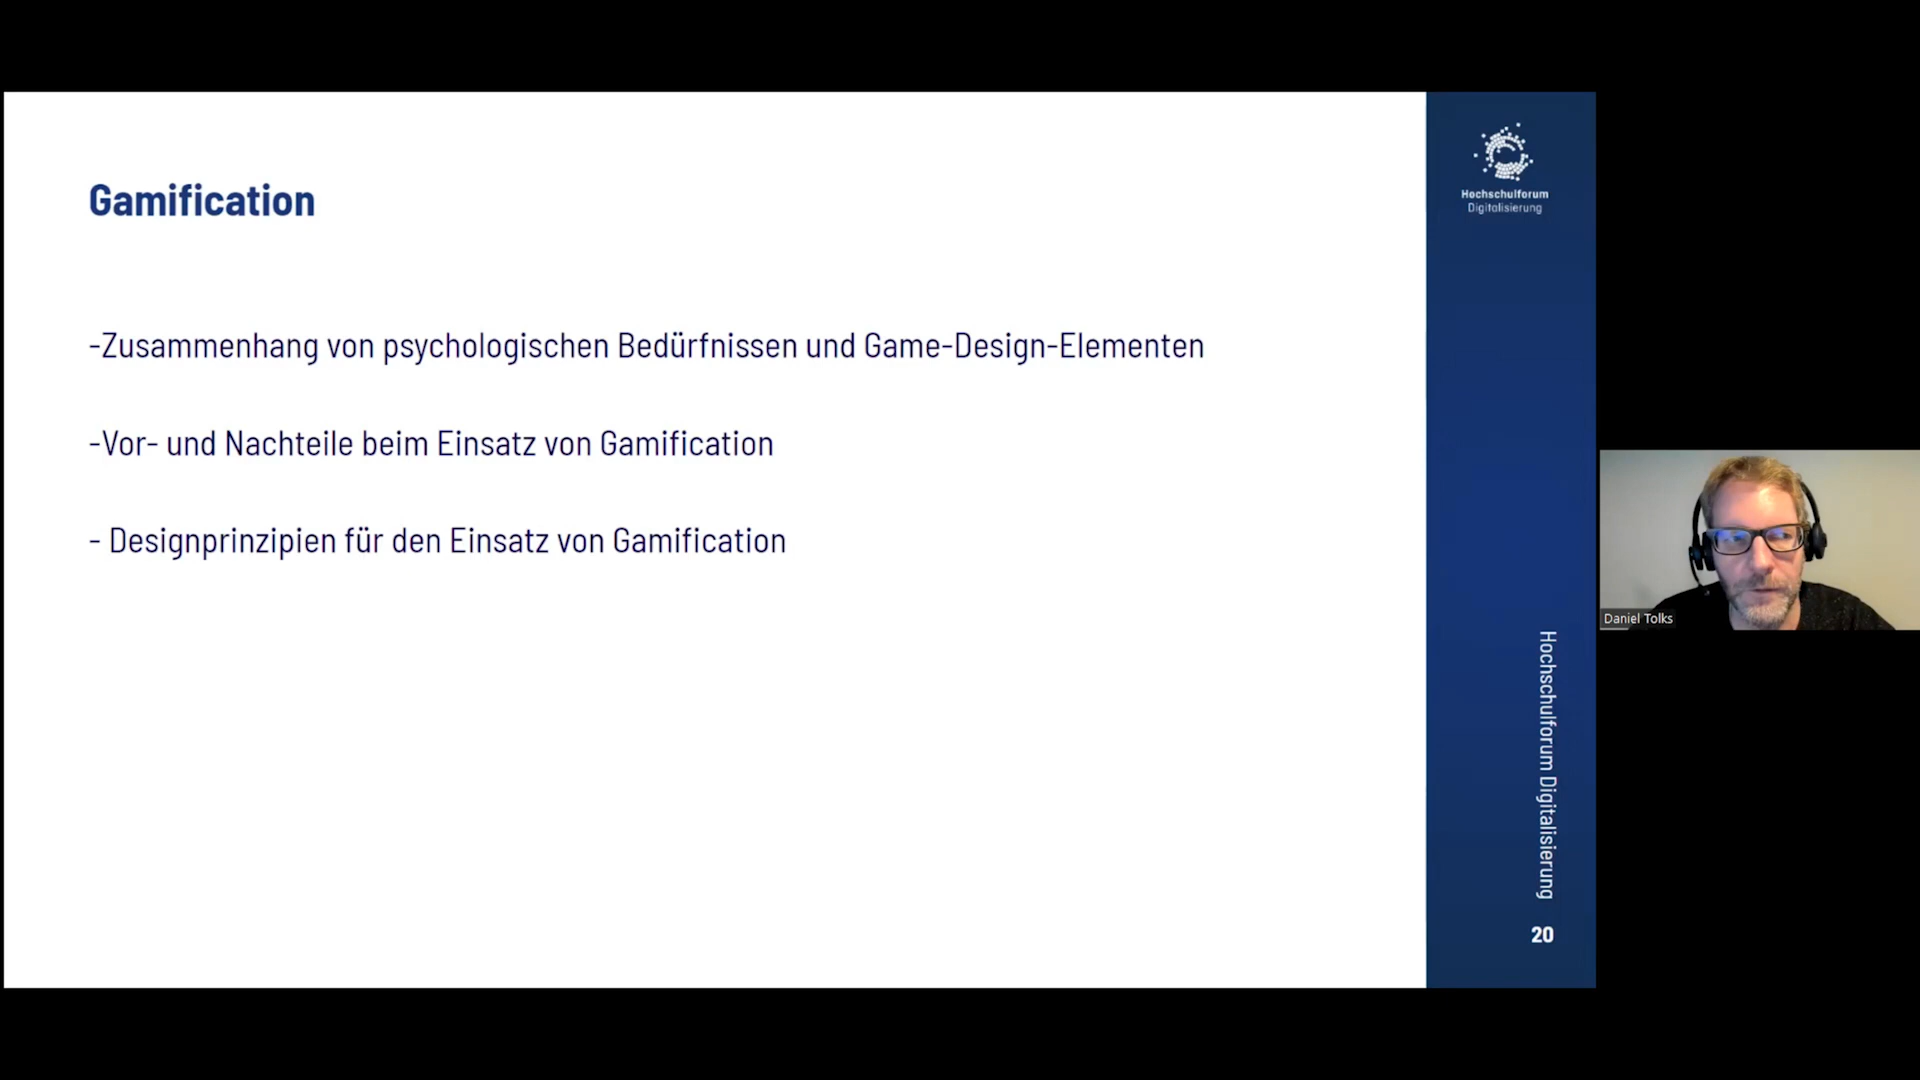 Gamification
-Zusammenhang von psychologischen Bedürfnissen und Game-Design-Elementen
-Vor- und Nachteile beim Einsatz von Gamification
- Designprinzipien für den Einsatz von Gamification
Hochschulforum
Digitalisierung
Hochschulforum Digitalisierung
20
Daniel Tolks